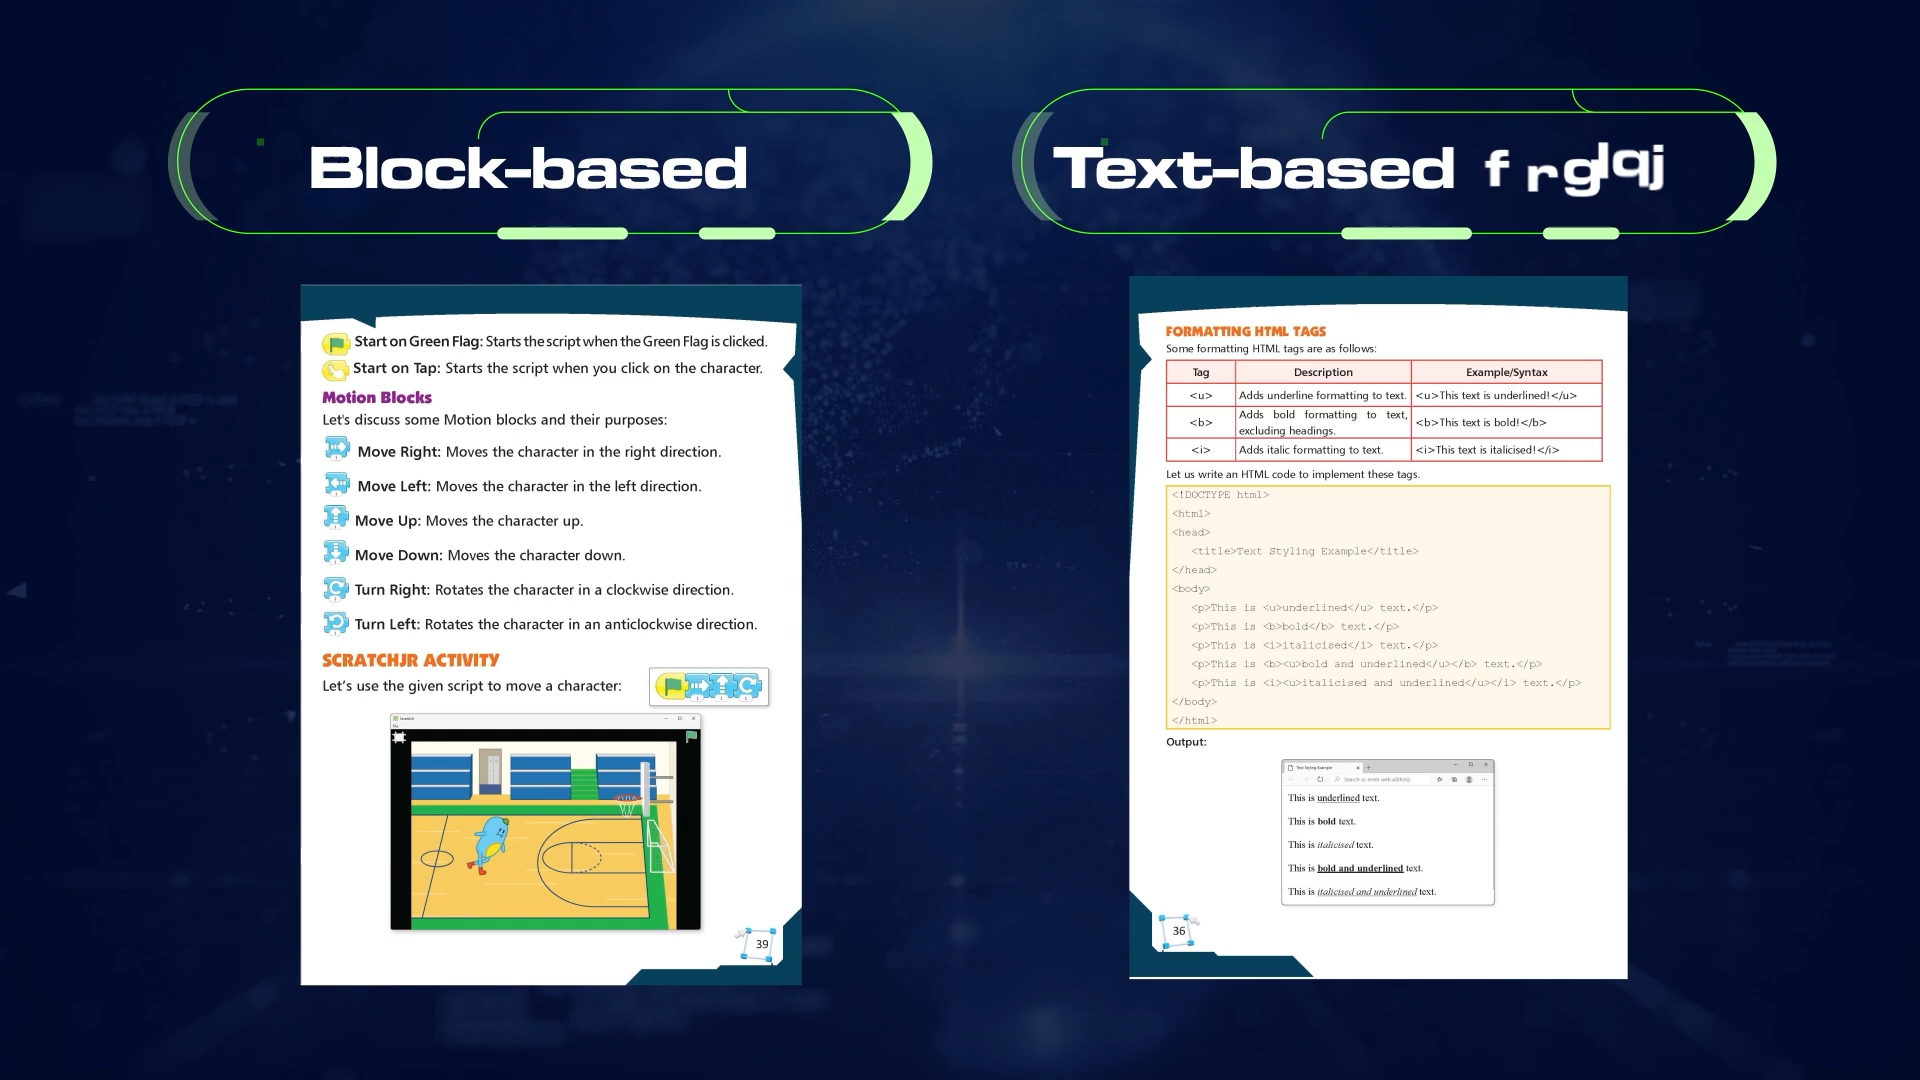 Block-based
Text-based f rglqj
Start on Green Flag: Starts the script when the Green Flag is clicked.
Start on Tap: Starts the script when you click on the character.
Motion Blocks
Let's discuss some Motion blocks and their purposes:
Move Right: Moves the character in the right direction.
Move Left: Moves the character in the left direction.
Move Up: Moves the character up.
Move Down: Moves the character down.
Turn Right: Rotates the character in a clockwise direction.
Turn Left: Rotates the character in an anticlockwise direction.
SCRATCHJR ACTIVITY
Let's use the given script to move a character:
39
FORMATTING HTML TAGS
Some formatting HTML tags are as follows:
Tag Description Example/Syntax
<u> Adds underline formatting to text. <u>This text is underlined!</u>
<b> Adds bold formatting to text, excluding headings. <b>This text is bold!</b>
<i> Adds italic formatting to text. <i>This text is italicised!</i>
Let us write an HTML code to implement these tags.
<!DOCTYPE html>
<html>
<head>
<title>Text Styling Example</title>
</head>
<body>
<p>This is <u>underlined</u> text.</p>
<p>This is <b>bold</b> text.</p>
<p>This is <i>italicised</i> text.</p>
<p>This is <b><u>bold and underlined</u></b> text.</p>
<p>This is <i><u>italicised and underlined</u></i> text.</p>
</body>
</html>
Output:
Text Styling Example
Search or enter web address
This is underlined text.
This is bold text.
This is italicised text.
This is bold and underlined text.
This is italicised and underlined text.
36